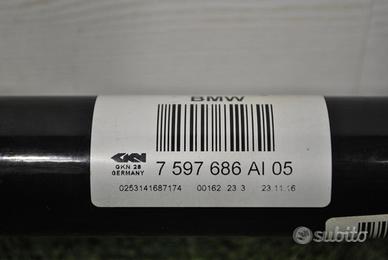 BMW
GKN
GKN 28
GERMANY
7 597 686 AI 05
0253141687174 00162 23 3 23.11.16
subito